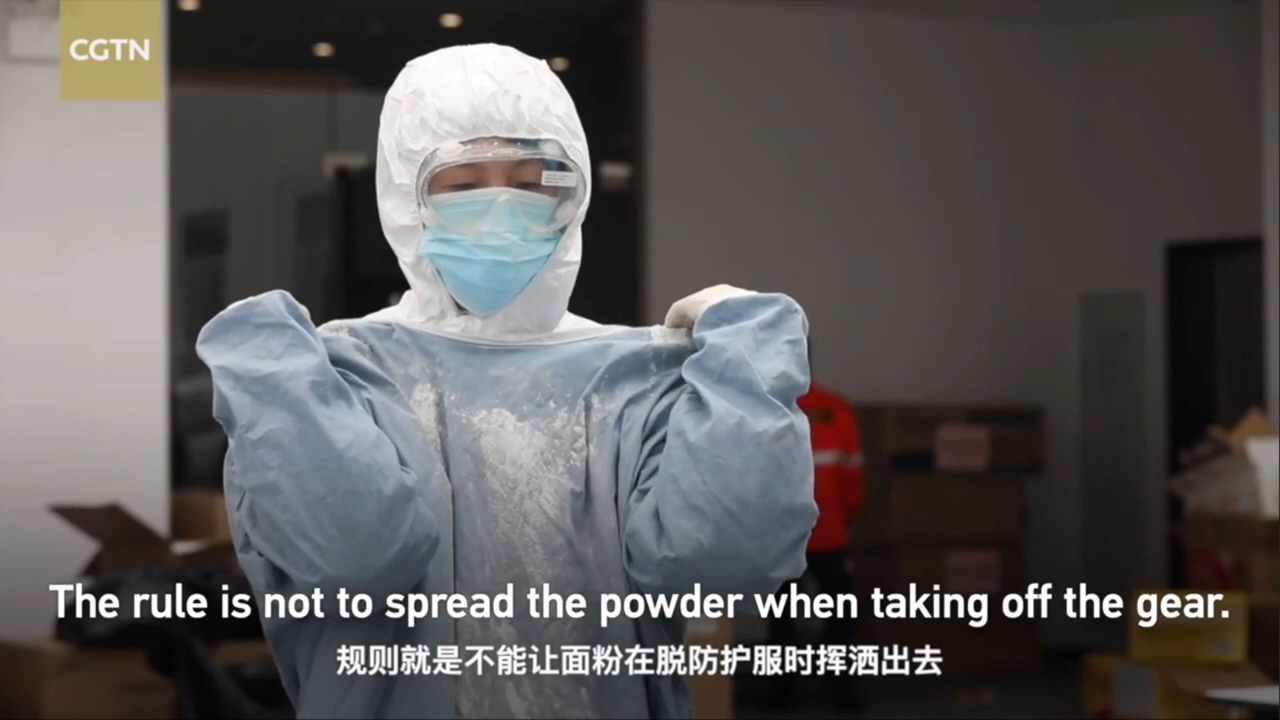 CGTN
The rule is not to spread the powder when taking off the gear.
规则就是不能让面粉在脱防护服时挥洒出去